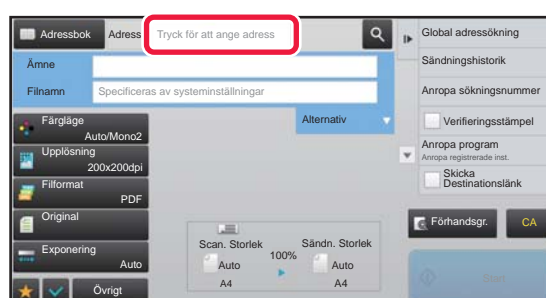 Adressbok Adress Tryck för att ange adress
Ämne
Filnamn Specificeras av systeminställningar
Alternativ
Färgläge
Auto/Mono2
Upplösning
200x200dpi
Filformat
PDF
Original
Exponering
Auto
Övrigt
Scan. Storlek 100% Sändn. Storlek
Auto Auto
A4 A4
Global adressökning
Sändningshistorik
Anropa sökningsnummer
Verifieringsstämpel
Anropa program
Anropa registrerade inst.
Skicka
Destinationslänk
Förhandsgr. CA
Start